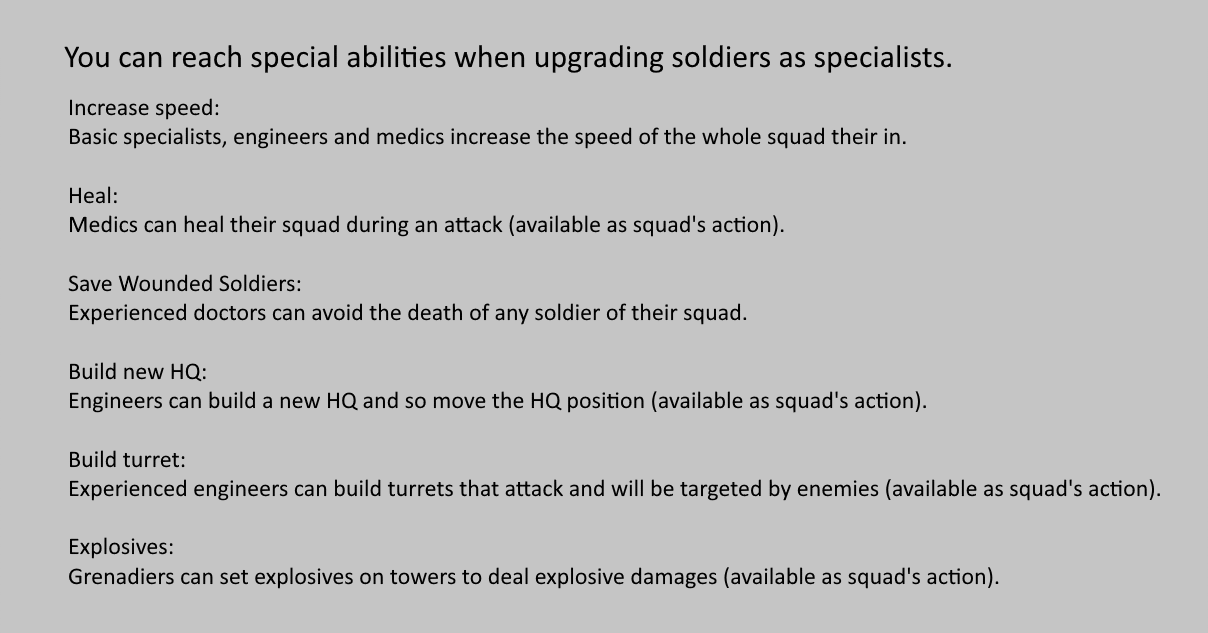 You can reach special abilities when upgrading soldiers as specialists.
Increase speed:
Basic specialists, engineers and medics increase the speed of the whole squad their in.
Heal:
Medics can heal their squad during an attack (available as squad's action).
Save Wounded Soldiers:
Experienced doctors can avoid the death of any soldier of their squad.
Build new HQ:
Engineers can build a new HQ and so move the HQ position (available as squad's action).
Build turret:
Experienced engineers can build turrets that attack and will be targeted by enemies (available as squad's action).
Explosives:
Grenadiers can set explosives on towers to deal explosive damages (available as squad's action).